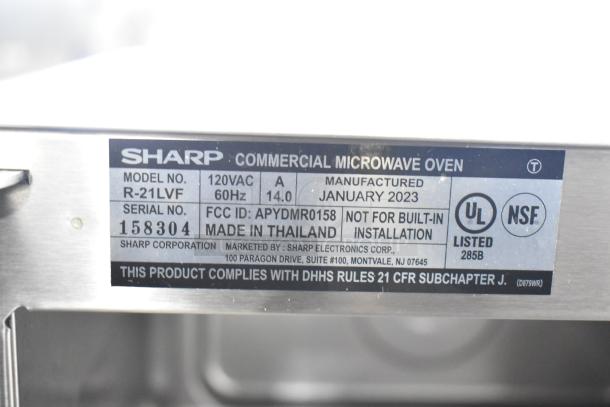 SHARP COMMERCIAL MICROWAVE OVEN T
MODEL NO.
R-21LVF
120VAC
60Hz
A
14.0
MANUFACTURED
JANUARY 2023
SERIAL NO.
158304
FCC ID: APYDMR0158
MADE IN THAILAND
NOT FOR BUILT-IN
INSTALLATION
UL
LISTED
285B
NSF
SHARP CORPORATION MARKETED BY : SHARP ELECTRONICS CORP.,
100 PARAGON DRIVE, SUITE #100, MONTVALE, NJ 07645
THIS PRODUCT COMPLIES WITH DHHS RULES 21 CFR SUBCHAPTER J. (D879WR)